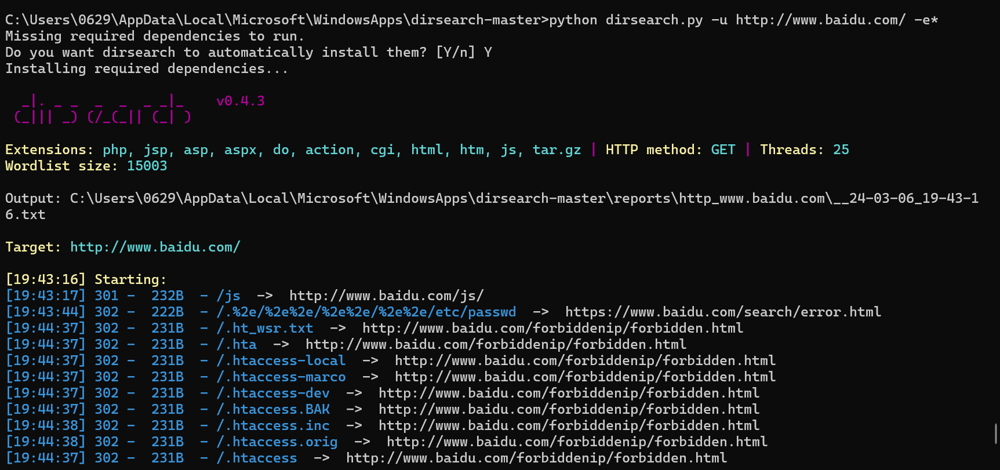 C:\Users\0629\AppData\Local\Microsoft\WindowsApps\dirsearch-master>python dirsearch.py -u http://www.baidu.com/ -e*
Missing required dependencies to run.
Do you want dirsearch to automatically install them? [Y/n] Y
Installing required dependencies...

  _|. _ _  _  _  _ _|_    v0.4.3
 (_||| _) (/_(_|| (_| )

Extensions: php, jsp, asp, aspx, do, action, cgi, html, htm, js, tar.gz | HTTP method: GET | Threads: 25
Wordlist size: 15003

Output: C:\Users\0629\AppData\Local\Microsoft\WindowsApps\dirsearch-master\reports\http_www.baidu.com\__24-03-06_19-43-1
6.txt

Target: http://www.baidu.com/

[19:43:16] Starting:
[19:43:17] 301 -  232B  - /js  ->  http://www.baidu.com/js/
[19:43:44] 302 -  222B  - /.%2e/%2e%2e/%2e%2e/%2e%2e/etc/passwd  ->  https://www.baidu.com/search/error.html
[19:44:37] 302 -  231B  - /.ht_wsr.txt  ->  http://www.baidu.com/forbiddenip/forbidden.html
[19:44:37] 302 -  231B  - /.hta  ->  http://www.baidu.com/forbiddenip/forbidden.html
[19:44:37] 302 -  231B  - /.htaccess-local  ->  http://www.baidu.com/forbiddenip/forbidden.html
[19:44:37] 302 -  231B  - /.htaccess-marco  ->  http://www.baidu.com/forbiddenip/forbidden.html
[19:44:37] 302 -  231B  - /.htaccess-dev  ->  http://www.baidu.com/forbiddenip/forbidden.html
[19:44:37] 302 -  231B  - /.htaccess.BAK  ->  http://www.baidu.com/forbiddenip/forbidden.html
[19:44:38] 302 -  231B  - /.htaccess.inc  ->  http://www.baidu.com/forbiddenip/forbidden.html
[19:44:38] 302 -  231B  - /.htaccess.orig  ->  http://www.baidu.com/forbiddenip/forbidden.html
[19:44:37] 302 -  231B  - /.htaccess  ->  http://www.baidu.com/forbiddenip/forbidden.html